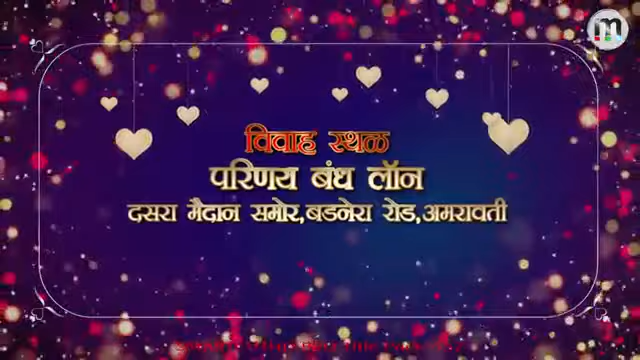 विवाह स्थळ
परिणय बंध लॉन
दसरा मैदान समोर,बडनेरा रोड,अमरावती